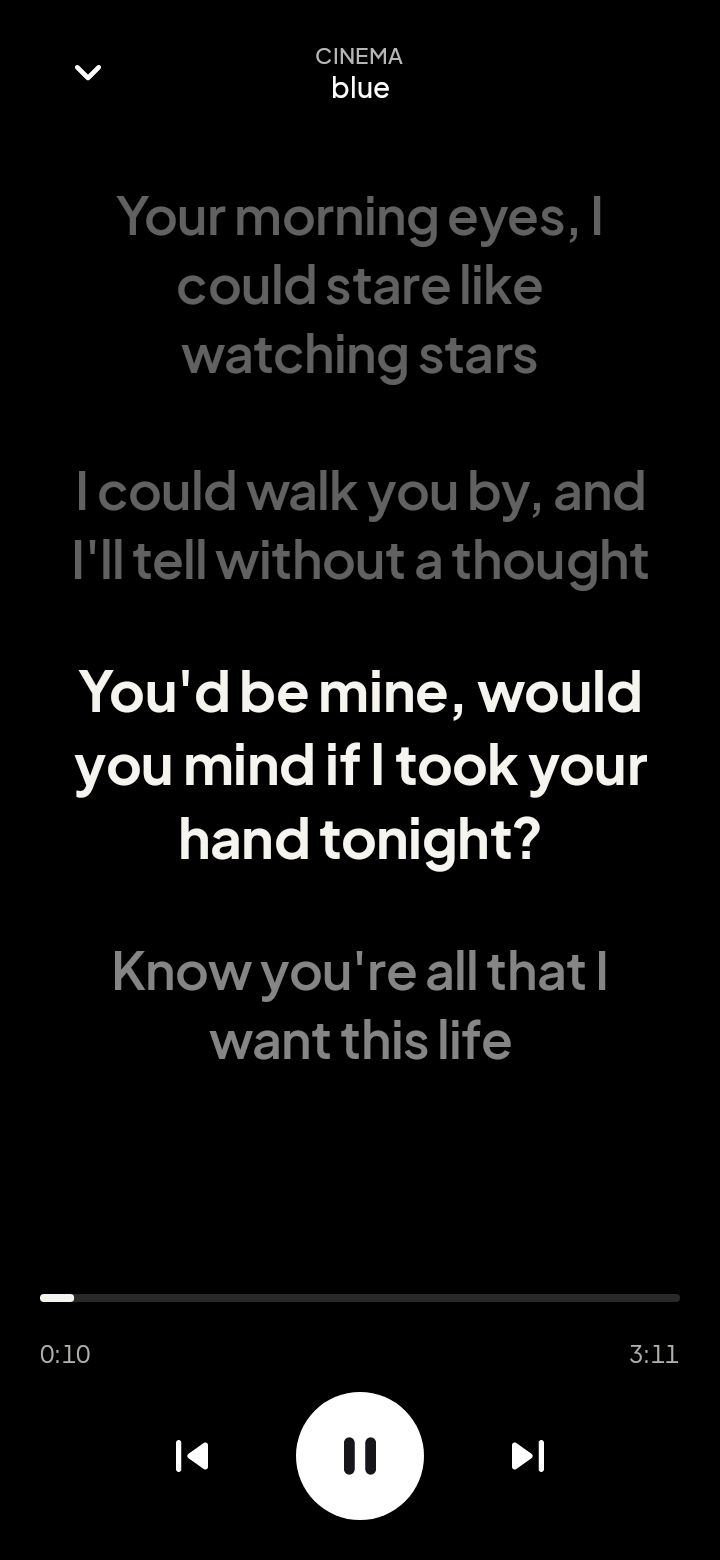 CINEMA
blue
Your morning eyes, I
could stare like
watching stars
I could walk you by, and
I'll tell without a thought
You'd be mine, would
you mind if I took your
hand tonight?
Know you're all that I
want this life
0:10
3:11